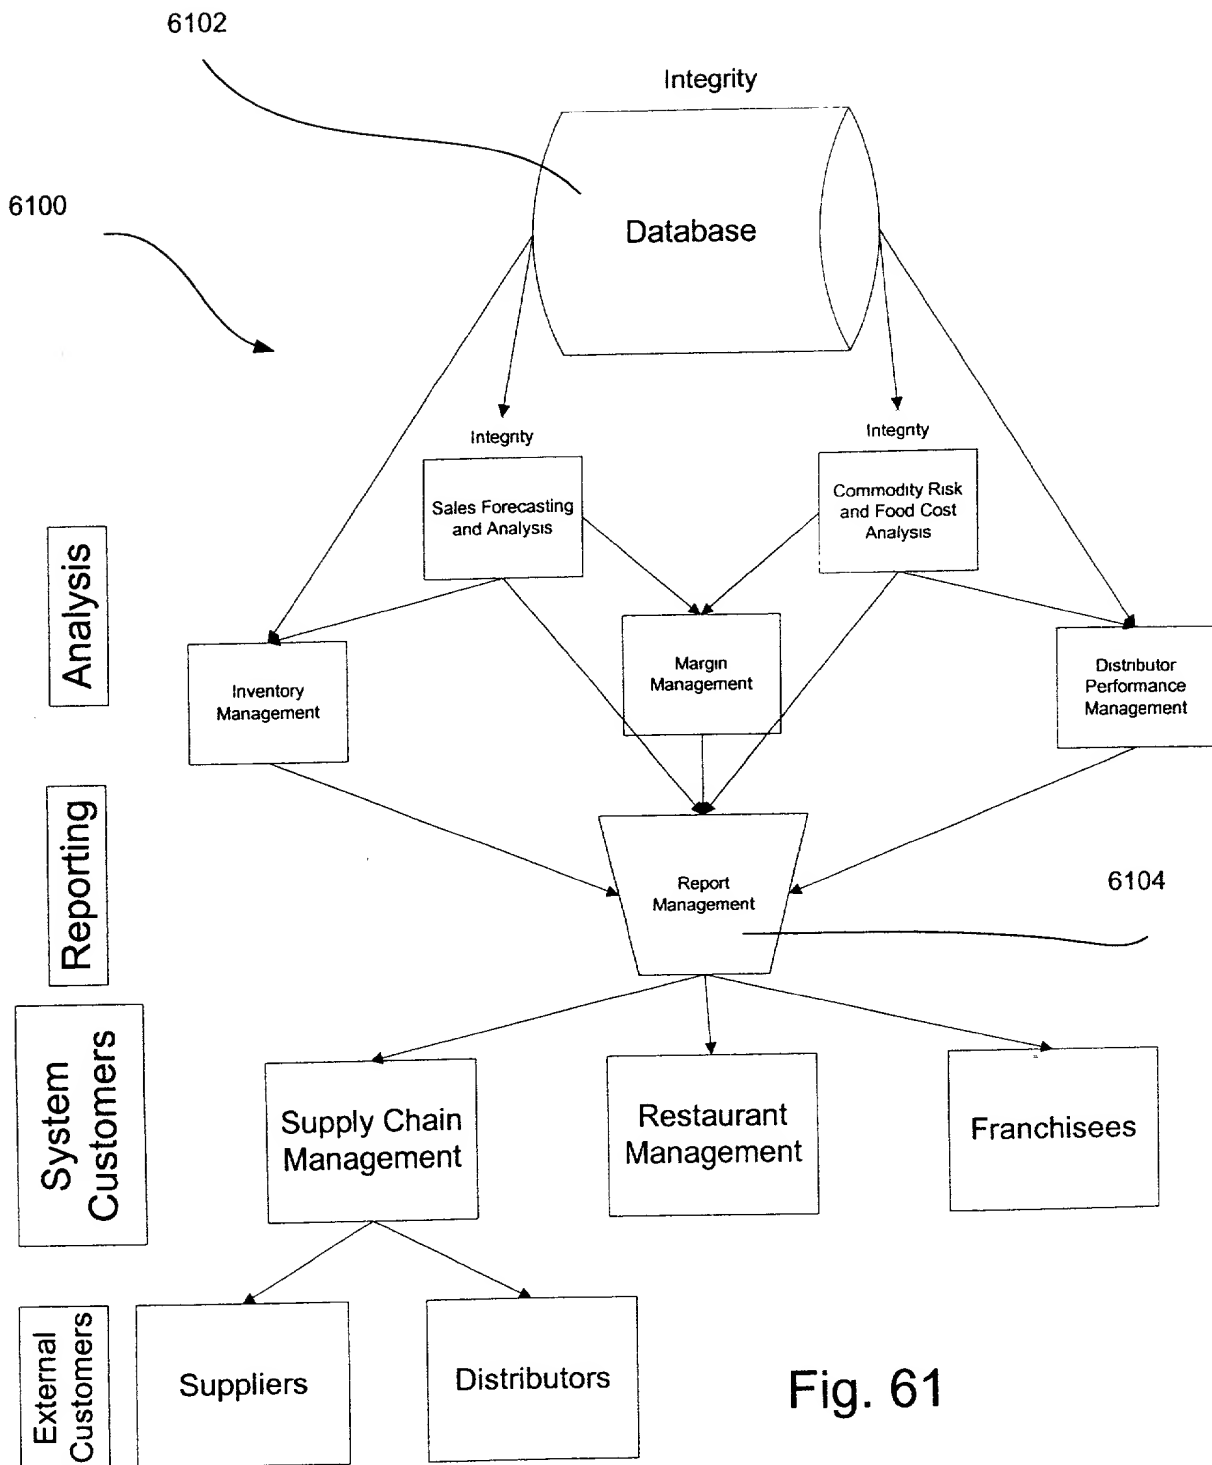 6102
Integrity
6100
Database
Integrity
Integrity
Sales Forecasting
and Analysis
Commodity Risk
and Food Cost
Analysis
Analysis
Inventory
Management
Margin
Management
Distributor
Performance
Management
Reporting
Report
Management
6104
System
Customers
Supply Chain
Management
Restaurant
Management
Franchisees
External
Customers
Suppliers
Distributors
Fig. 61